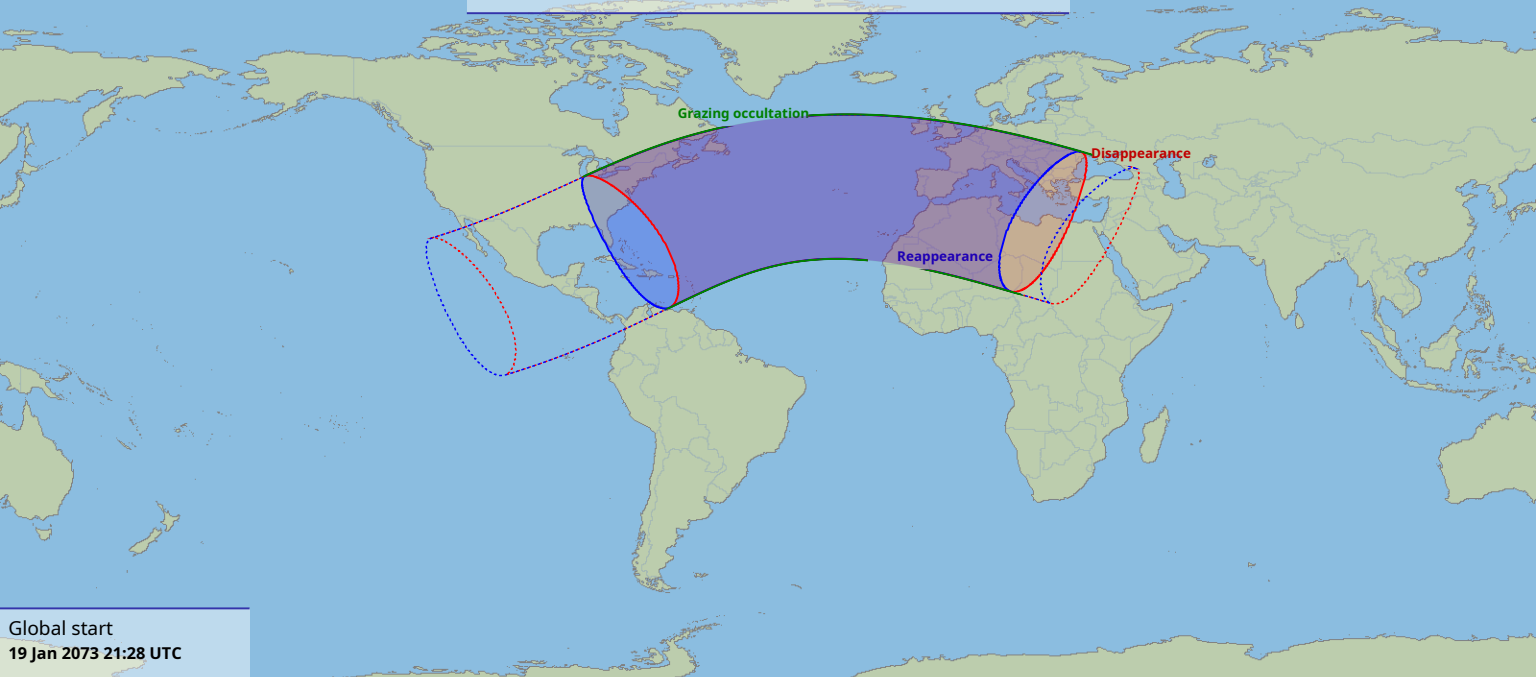 Grazing occultation
Disappearance
Reappearance
Global start
19 Jan 2073 21:28 UTC